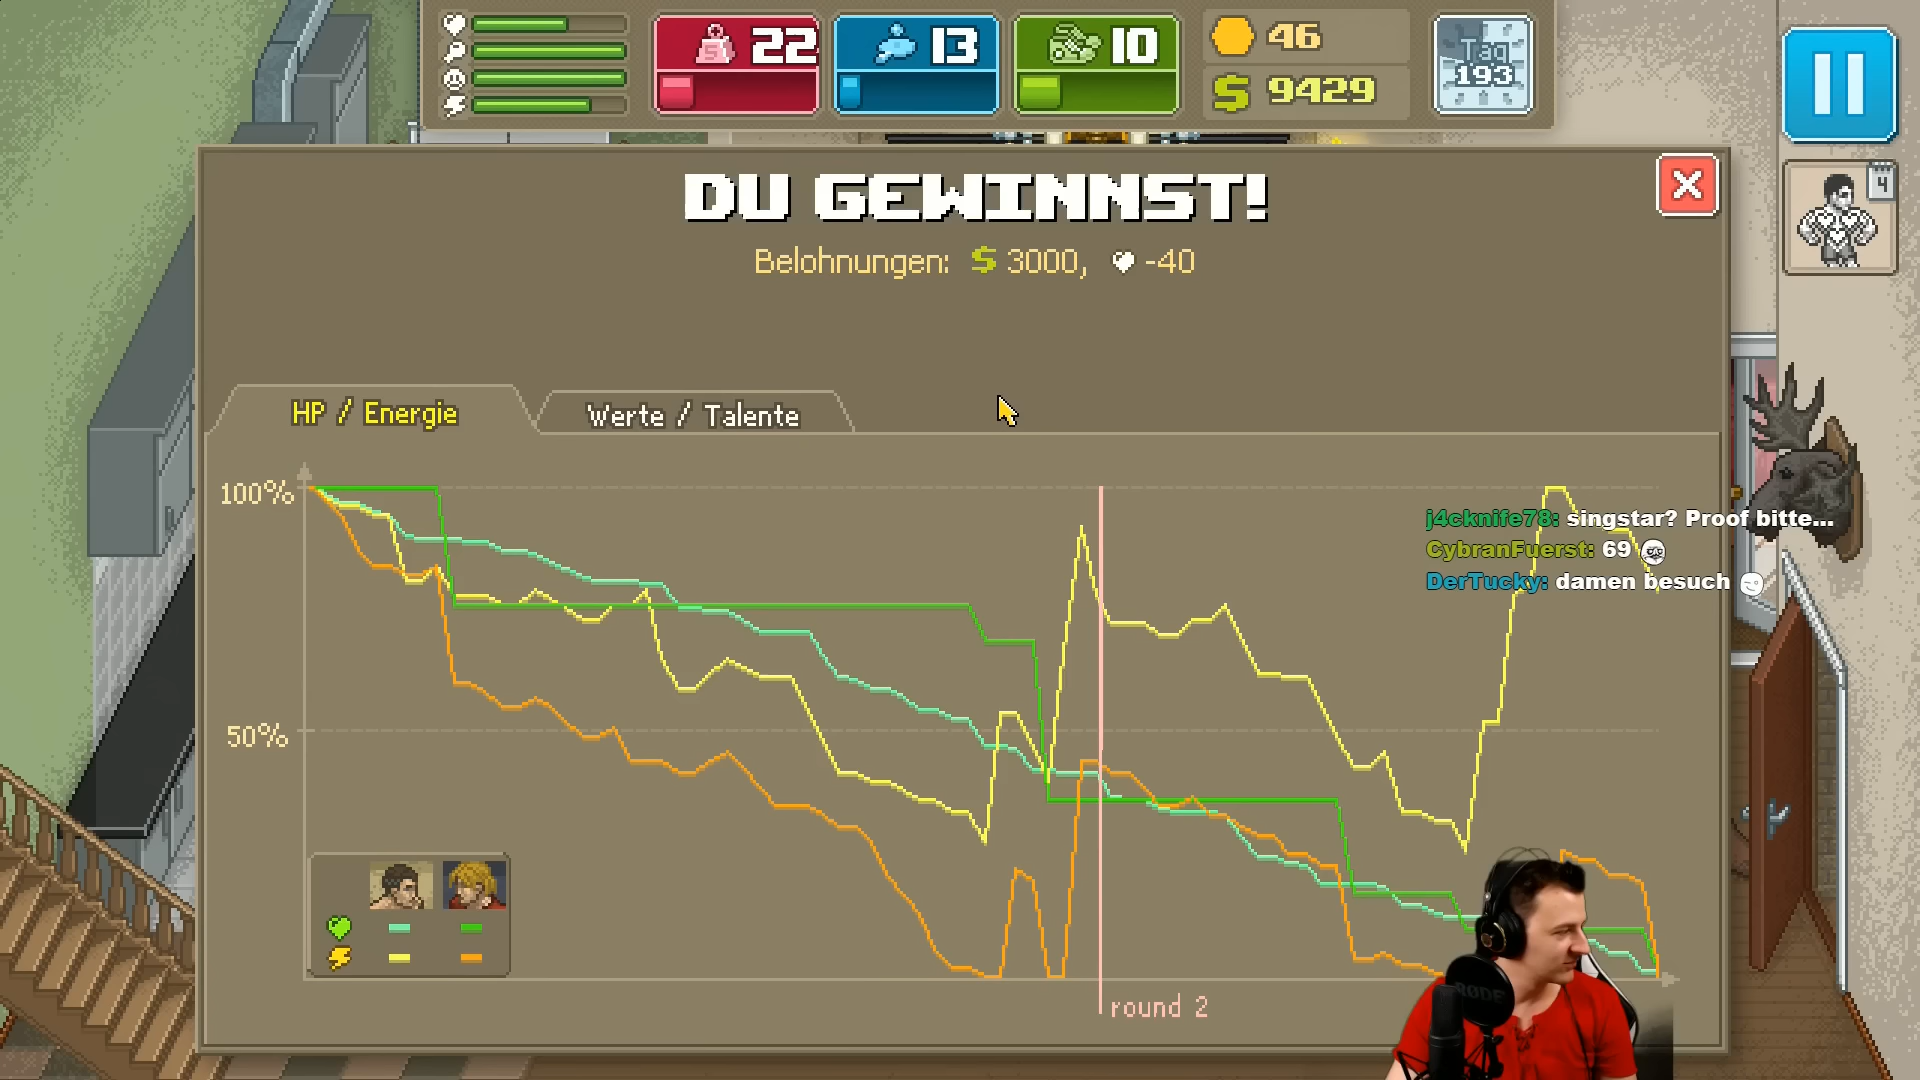 22
13
10
46
9429
Tag
193
4
DU GEWINNST!
Belohnungen: $ 3000, -40
HP / Energie
Werte / Talente
100%
50%
round 2
j4cknife78: singstar? Proof bitte...
CybranFuerst: 69
DerTucky: damen besuch
RØDE